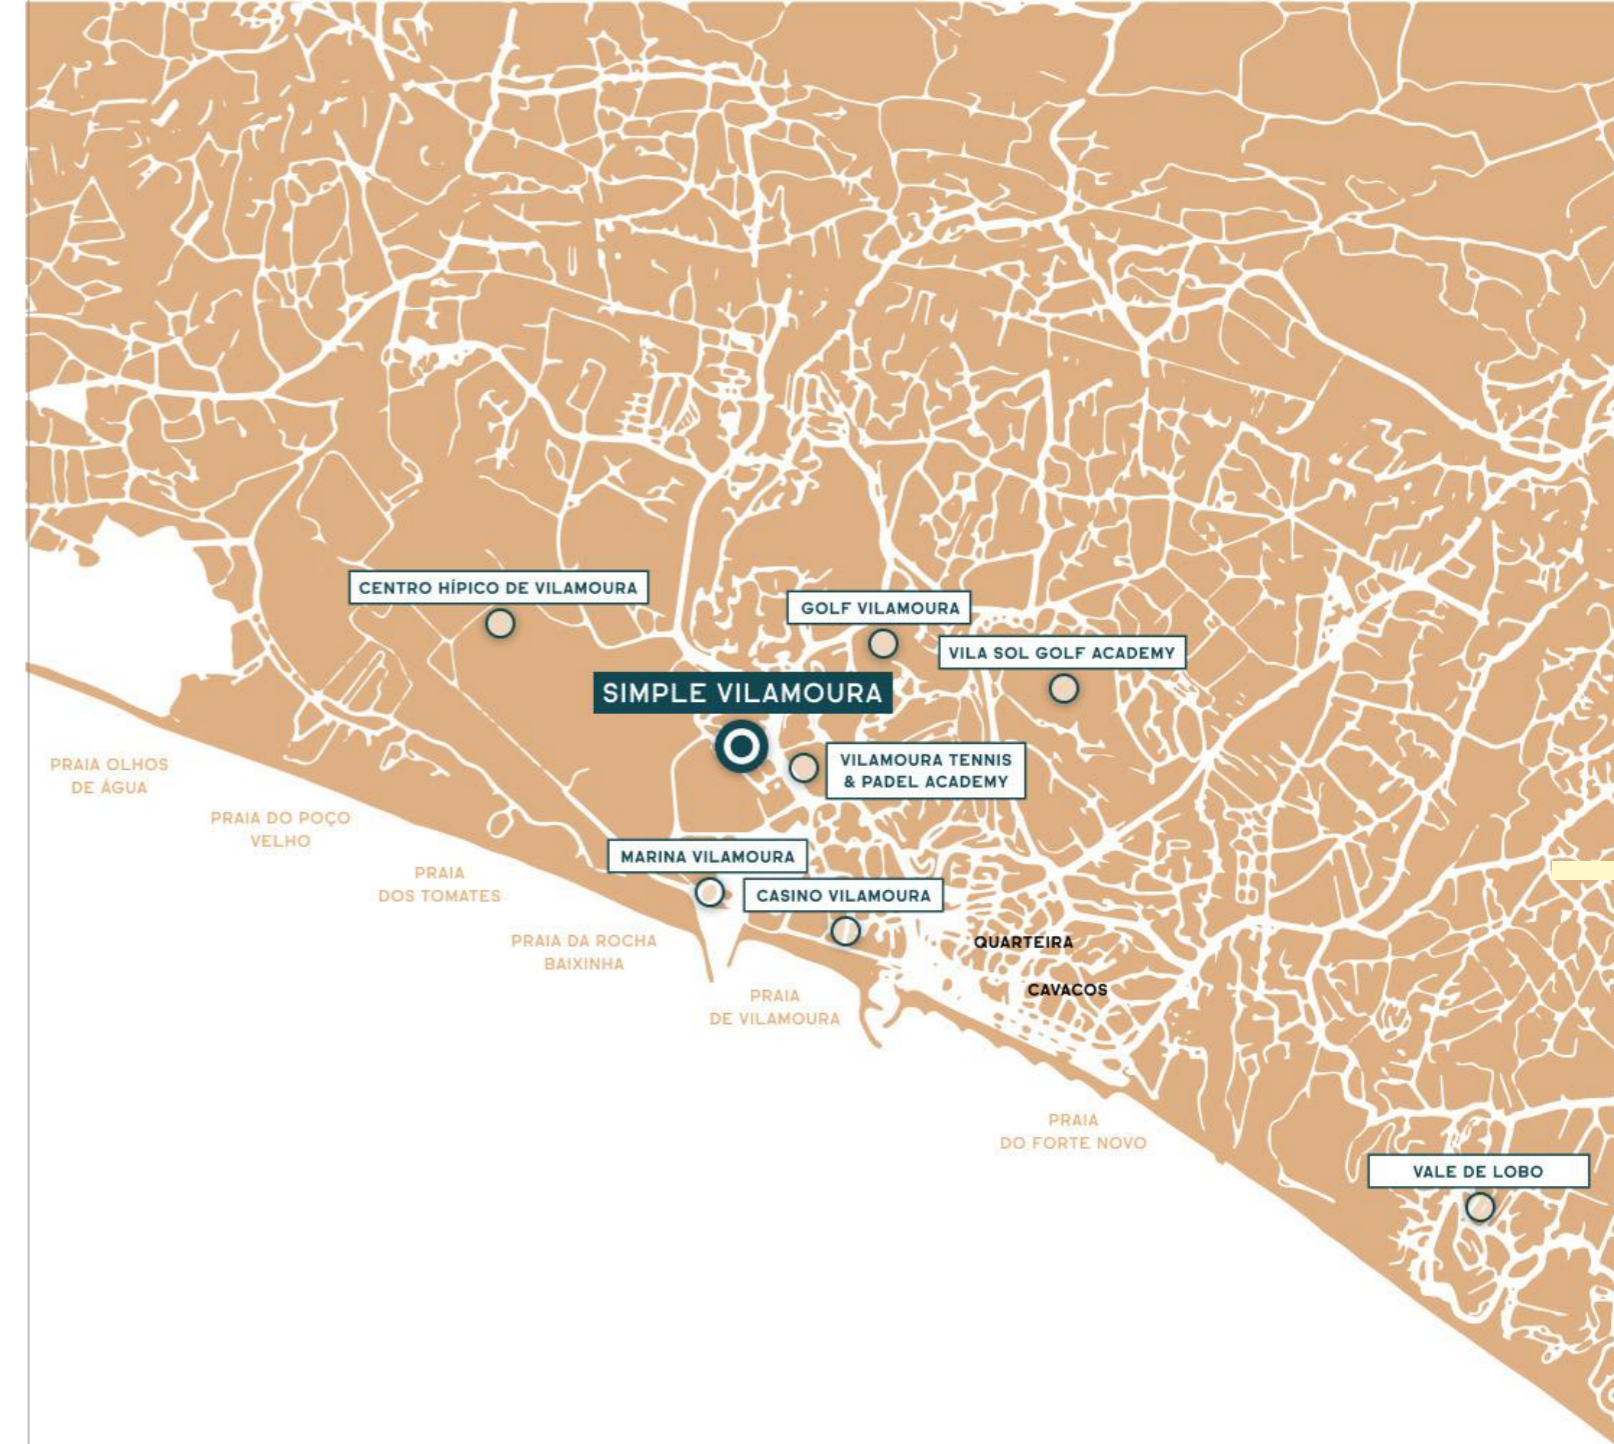 CENTRO HÍPICO DE VILAMOURA
GOLF VILAMOURA
VILA SOL GOLF ACADEMY
SIMPLE VILAMOURA
VILAMOURA TENNIS
& PADEL ACADEMY
PRAIA OLHOS
DE ÁGUA
PRAIA DO POÇO
VELHO
MARINA VILAMOURA
PRAIA
DOS TOMATES
CASINO VILAMOURA
PRAIA DA ROCHA
BAIXINHA
QUARTEIRA
CAVACOS
PRAIA
DE VILAMOURA
PRAIA
DO FORTE NOVO
VALE DE LOBO